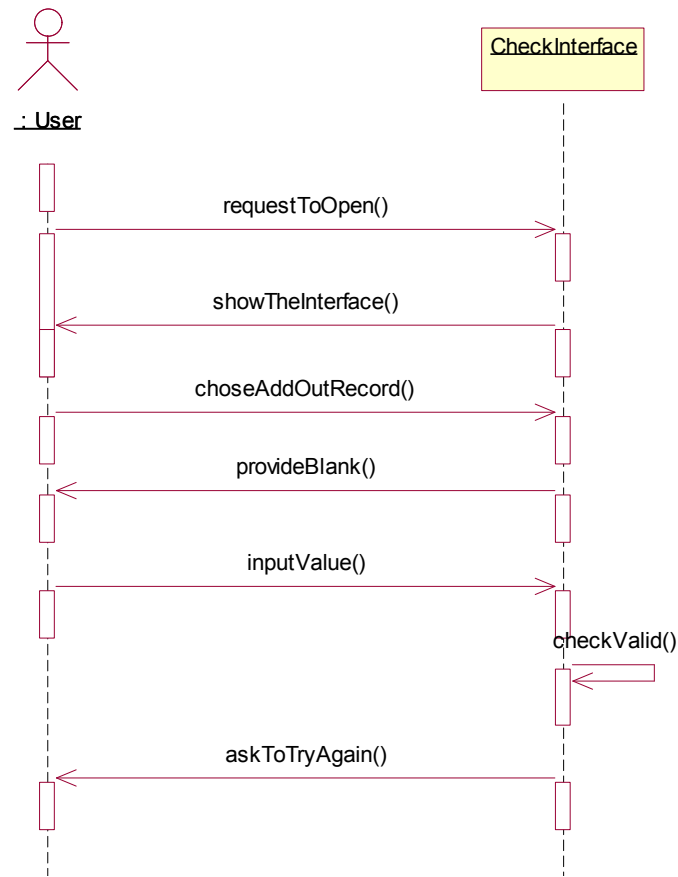 CheckInterface
: User
requestToOpen()
showTheInterface()
choseAddOutRecord()
provideBlank()
inputValue()
checkValid()
askToTryAgain()